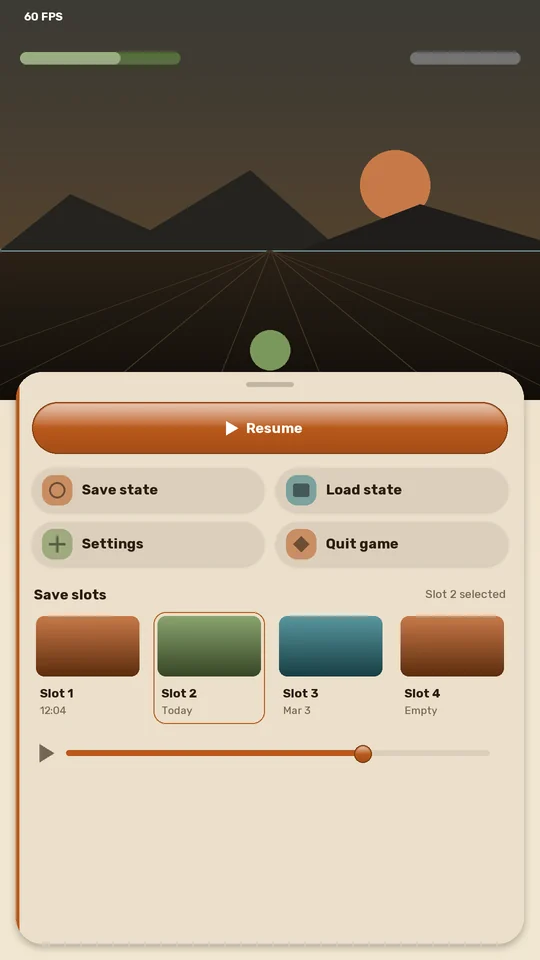 60 FPS
Resume
Save state
Load state
Settings
Quit game
Save slots
Slot 2 selected
Slot 1
Slot 2
Slot 3
Slot 4
12:04
Today
Mar 3
Empty